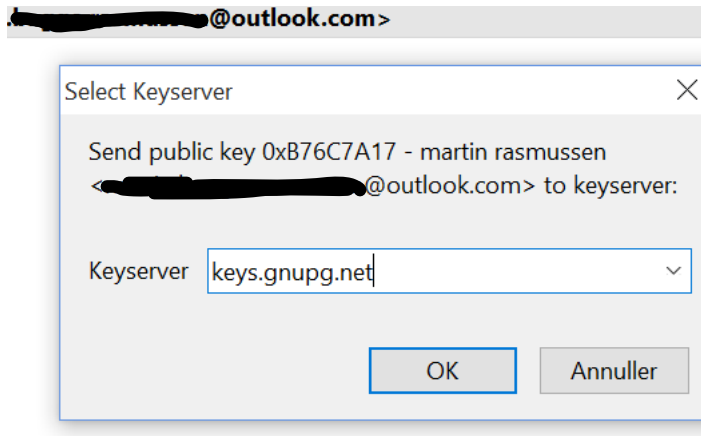 @outlook.com>
Select Keyserver
Send public key 0xB76C7A17 - martin rasmussen
<@outlook.com> to keyserver:
Keyserver keys.gnupg.net
OK Annuller